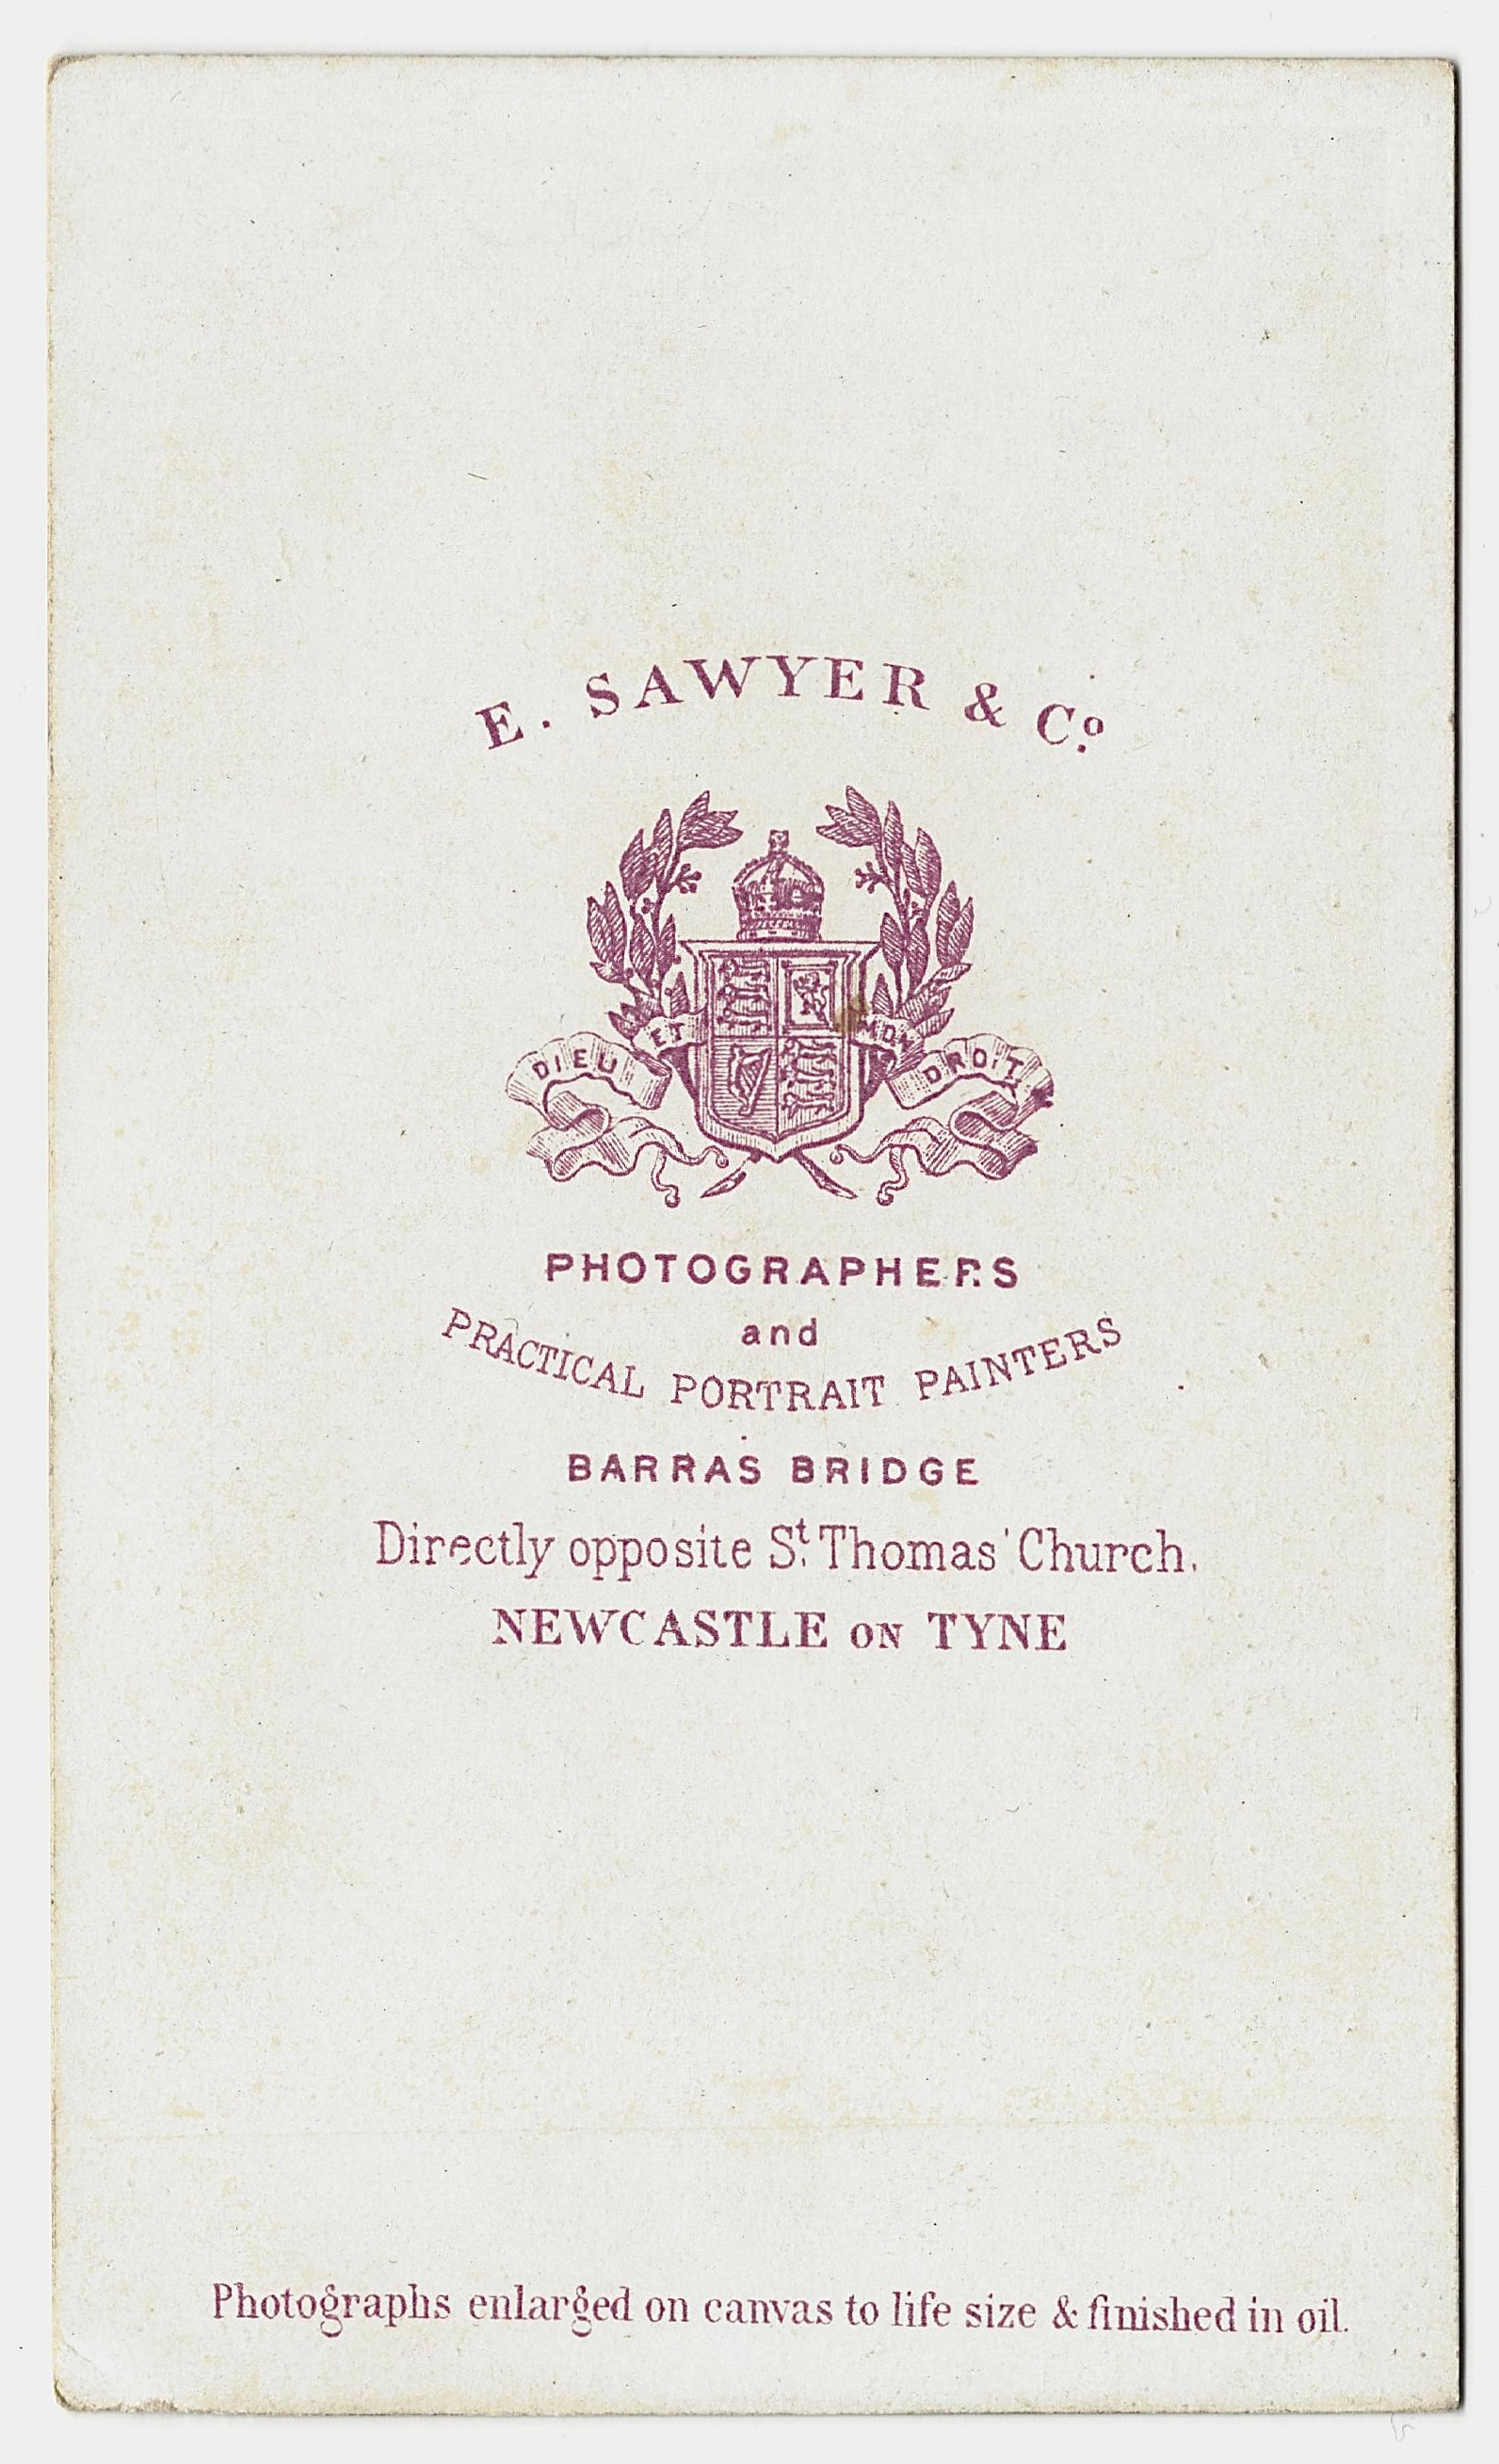 E. SAWYER & Cº.
DIEU ET MON DROIT
PHOTOGRAPHERS
and
PRACTICAL PORTRAIT PAINTERS
BARRAS BRIDGE
Directly opposite St. Thomas' Church.
NEWCASTLE ON TYNE
Photographs enlarged on canvas to life size & finished in oil.